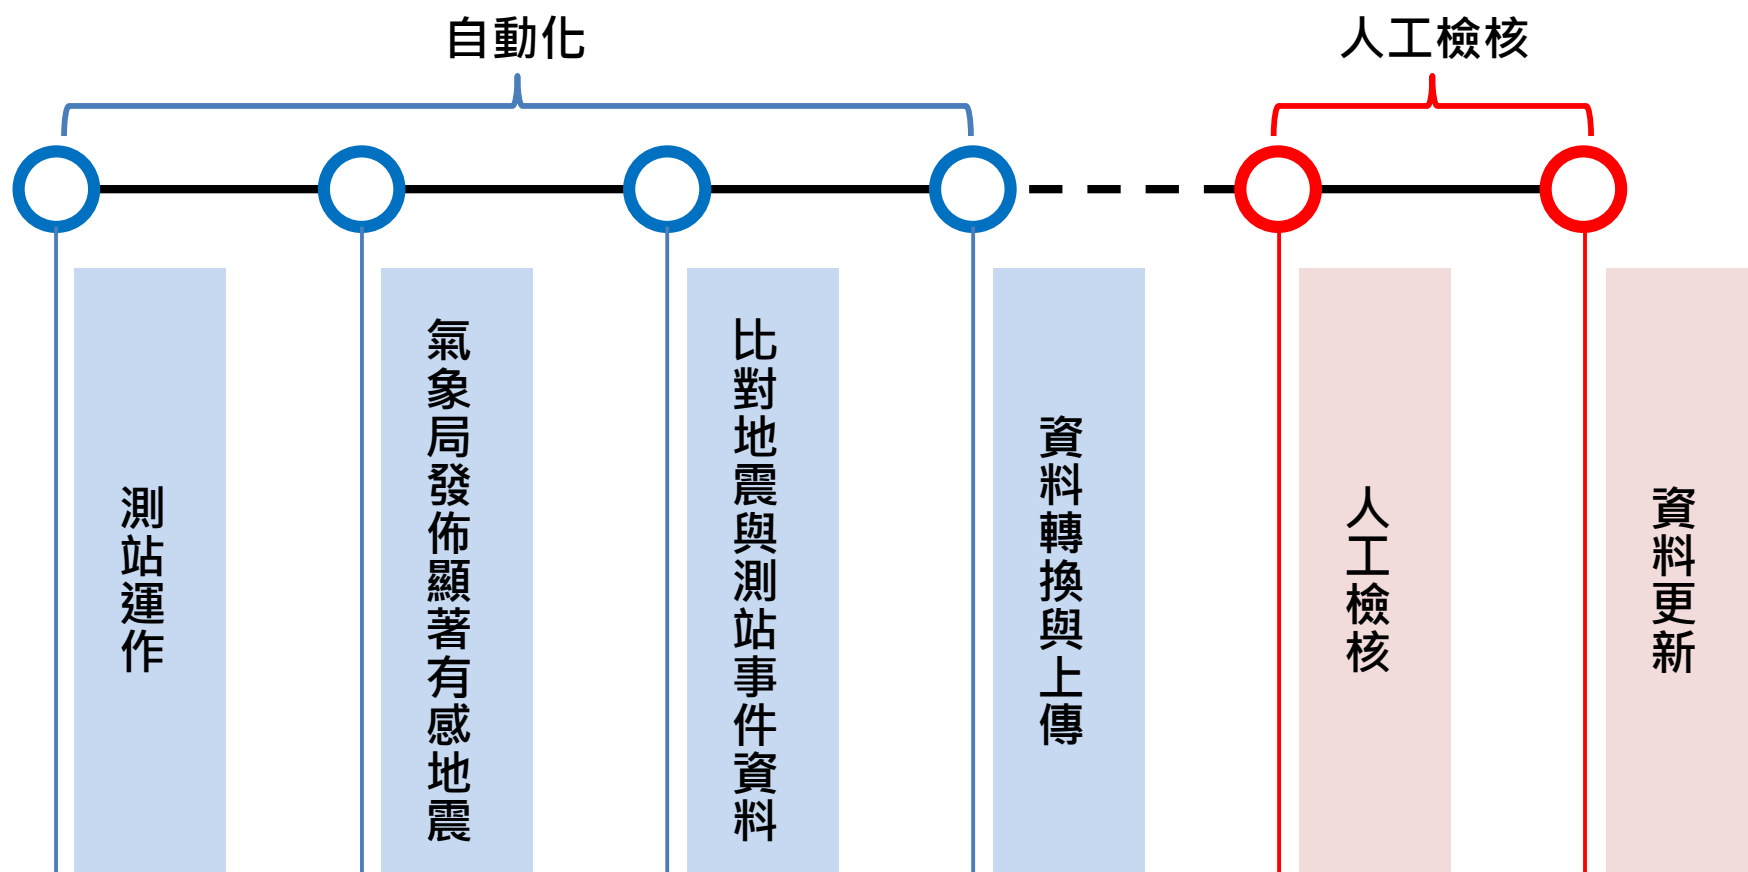 自動化
人工檢核
測站運作
氣象局發佈顯著有感地震
比對地震與測站事件資料
資料轉換與上傳
人工檢核
資料更新